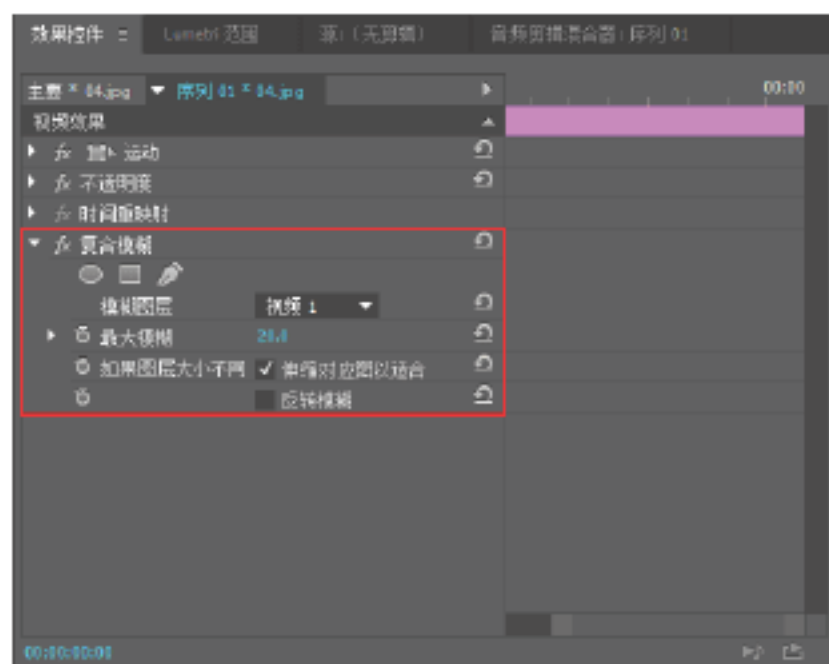 效果控件 Lumetri 范围 源:(无剪辑) 音频剪辑混合器:序列 01
主要 * 04.jpg 序列 01 * 04.jpg 00:00
视频效果
fx 运动
fx 不透明度
fx 时间重映射
fx 复合模糊
模糊图层 视频 1
最大模糊 20.0
如果图层大小不同 伸缩对应图以适合
反转模糊
00:00:00:00